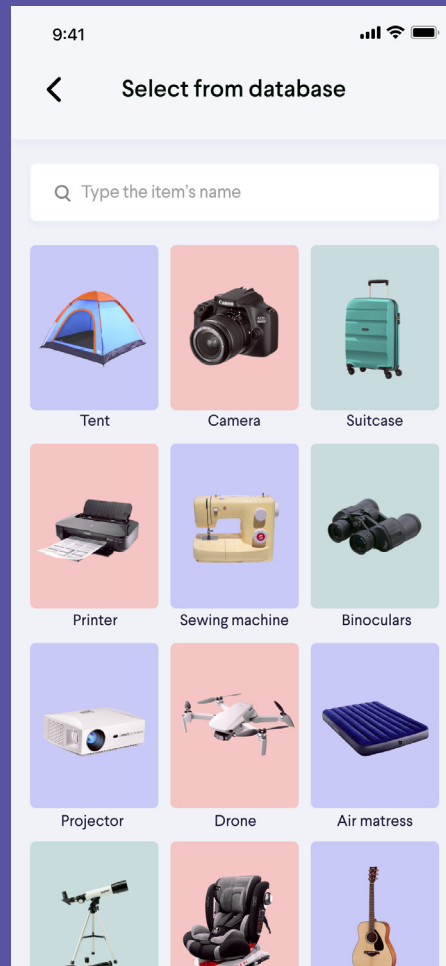 9:41
Select from database
Type the item's name
Canon
Tent
Camera
Suitcase
Printer
Sewing machine
Binoculars
Projector
Drone
Air matress